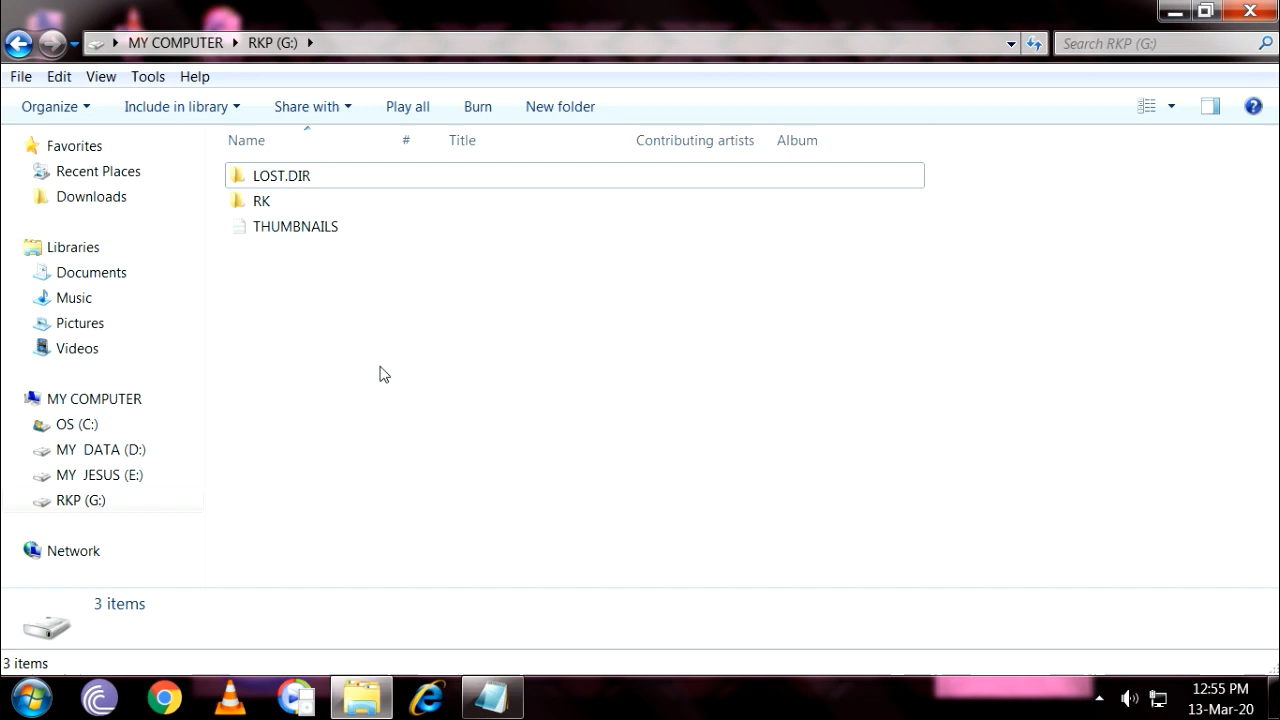 MY COMPUTER RKP (G:)
Search RKP (G:)
File Edit View Tools Help
Organize Include in library Share with Play all Burn New folder
Name # Title Contributing artists Album
Favorites
Recent Places
Downloads
Libraries
Documents
Music
Pictures
Videos
MY COMPUTER
OS (C:)
MY DATA (D:)
MY JESUS (E:)
RKP (G:)
Network
LOST.DIR
RK
THUMBNAILS
3 items
3 items
12:55 PM
13-Mar-20